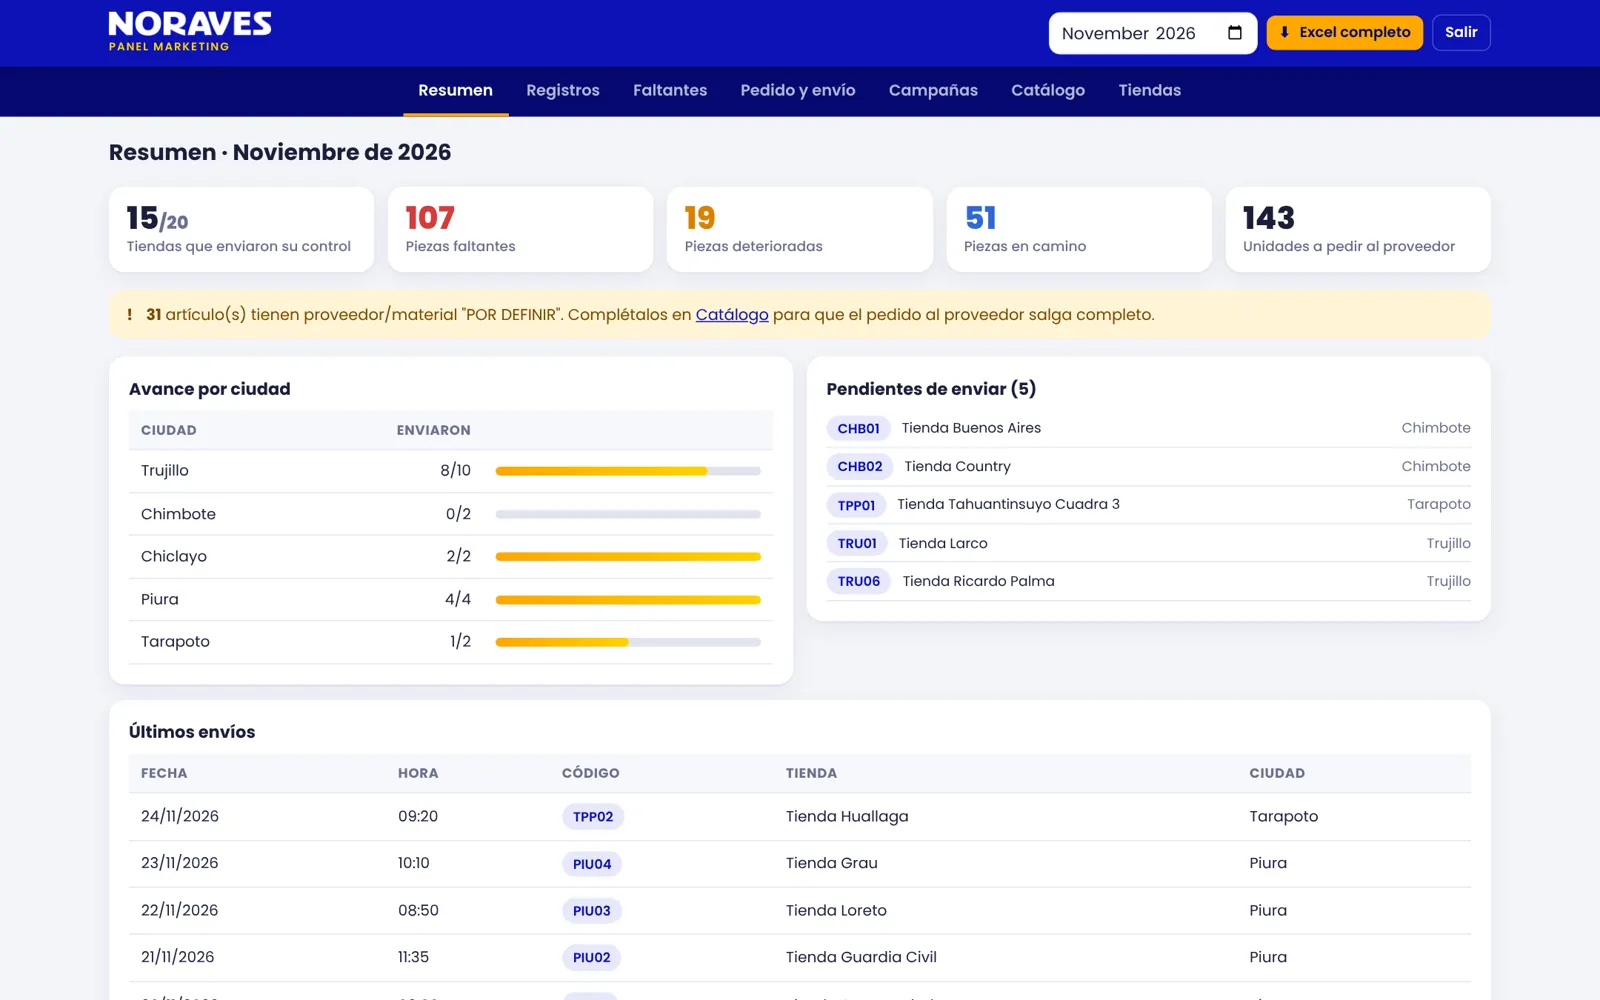 NORAVES
PANEL MARKETING
November 2026
Excel completo
Salir
Resumen Registros Faltantes Pedido y envío Campañas Catálogo Tiendas
Resumen · Noviembre de 2026
15/20
Tiendas que enviaron su control
107
Piezas faltantes
19
Piezas deterioradas
51
Piezas en camino
143
Unidades a pedir al proveedor
! 31 artículo(s) tienen proveedor/material "POR DEFINIR". Complétalos en Catálogo para que el pedido al proveedor salga completo.
Avance por ciudad
CIUDAD ENVIARON
Trujillo 8/10
Chimbote 0/2
Chiclayo 2/2
Piura 4/4
Tarapoto 1/2
Pendientes de enviar (5)
CHB01 Tienda Buenos Aires Chimbote
CHB02 Tienda Country Chimbote
TPP01 Tienda Tahuantinsuyo Cuadra 3 Tarapoto
TRU01 Tienda Larco Trujillo
TRU06 Tienda Ricardo Palma Trujillo
Últimos envíos
FECHA HORA CÓDIGO TIENDA CIUDAD
24/11/2026 09:20 TPP02 Tienda Huallaga Tarapoto
23/11/2026 10:10 PIU04 Tienda Grau Piura
22/11/2026 08:50 PIU03 Tienda Loreto Piura
21/11/2026 11:35 PIU02 Tienda Guardia Civil Piura